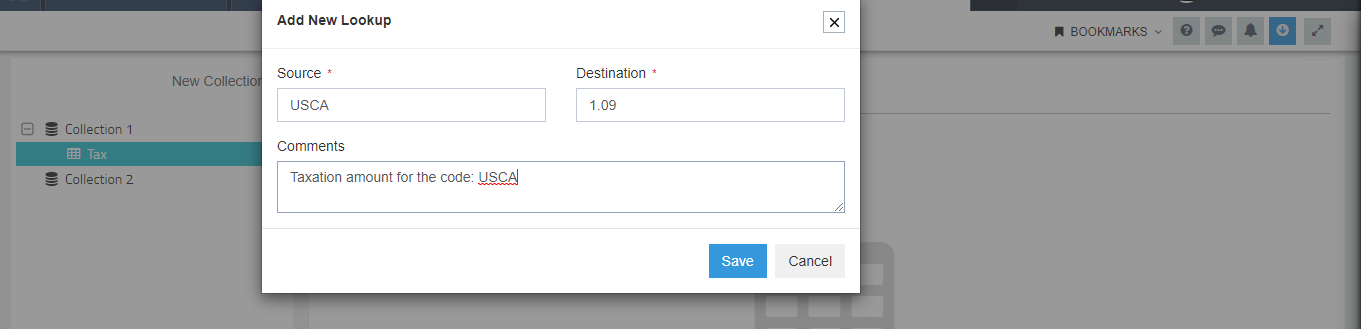 Add New Lookup
BOOKMARKS
Source *
Destination *
USCA
1.09
Comments
Taxation amount for the code: USCA
Save
Cancel
New Collection
Collection 1
Tax
Collection 2